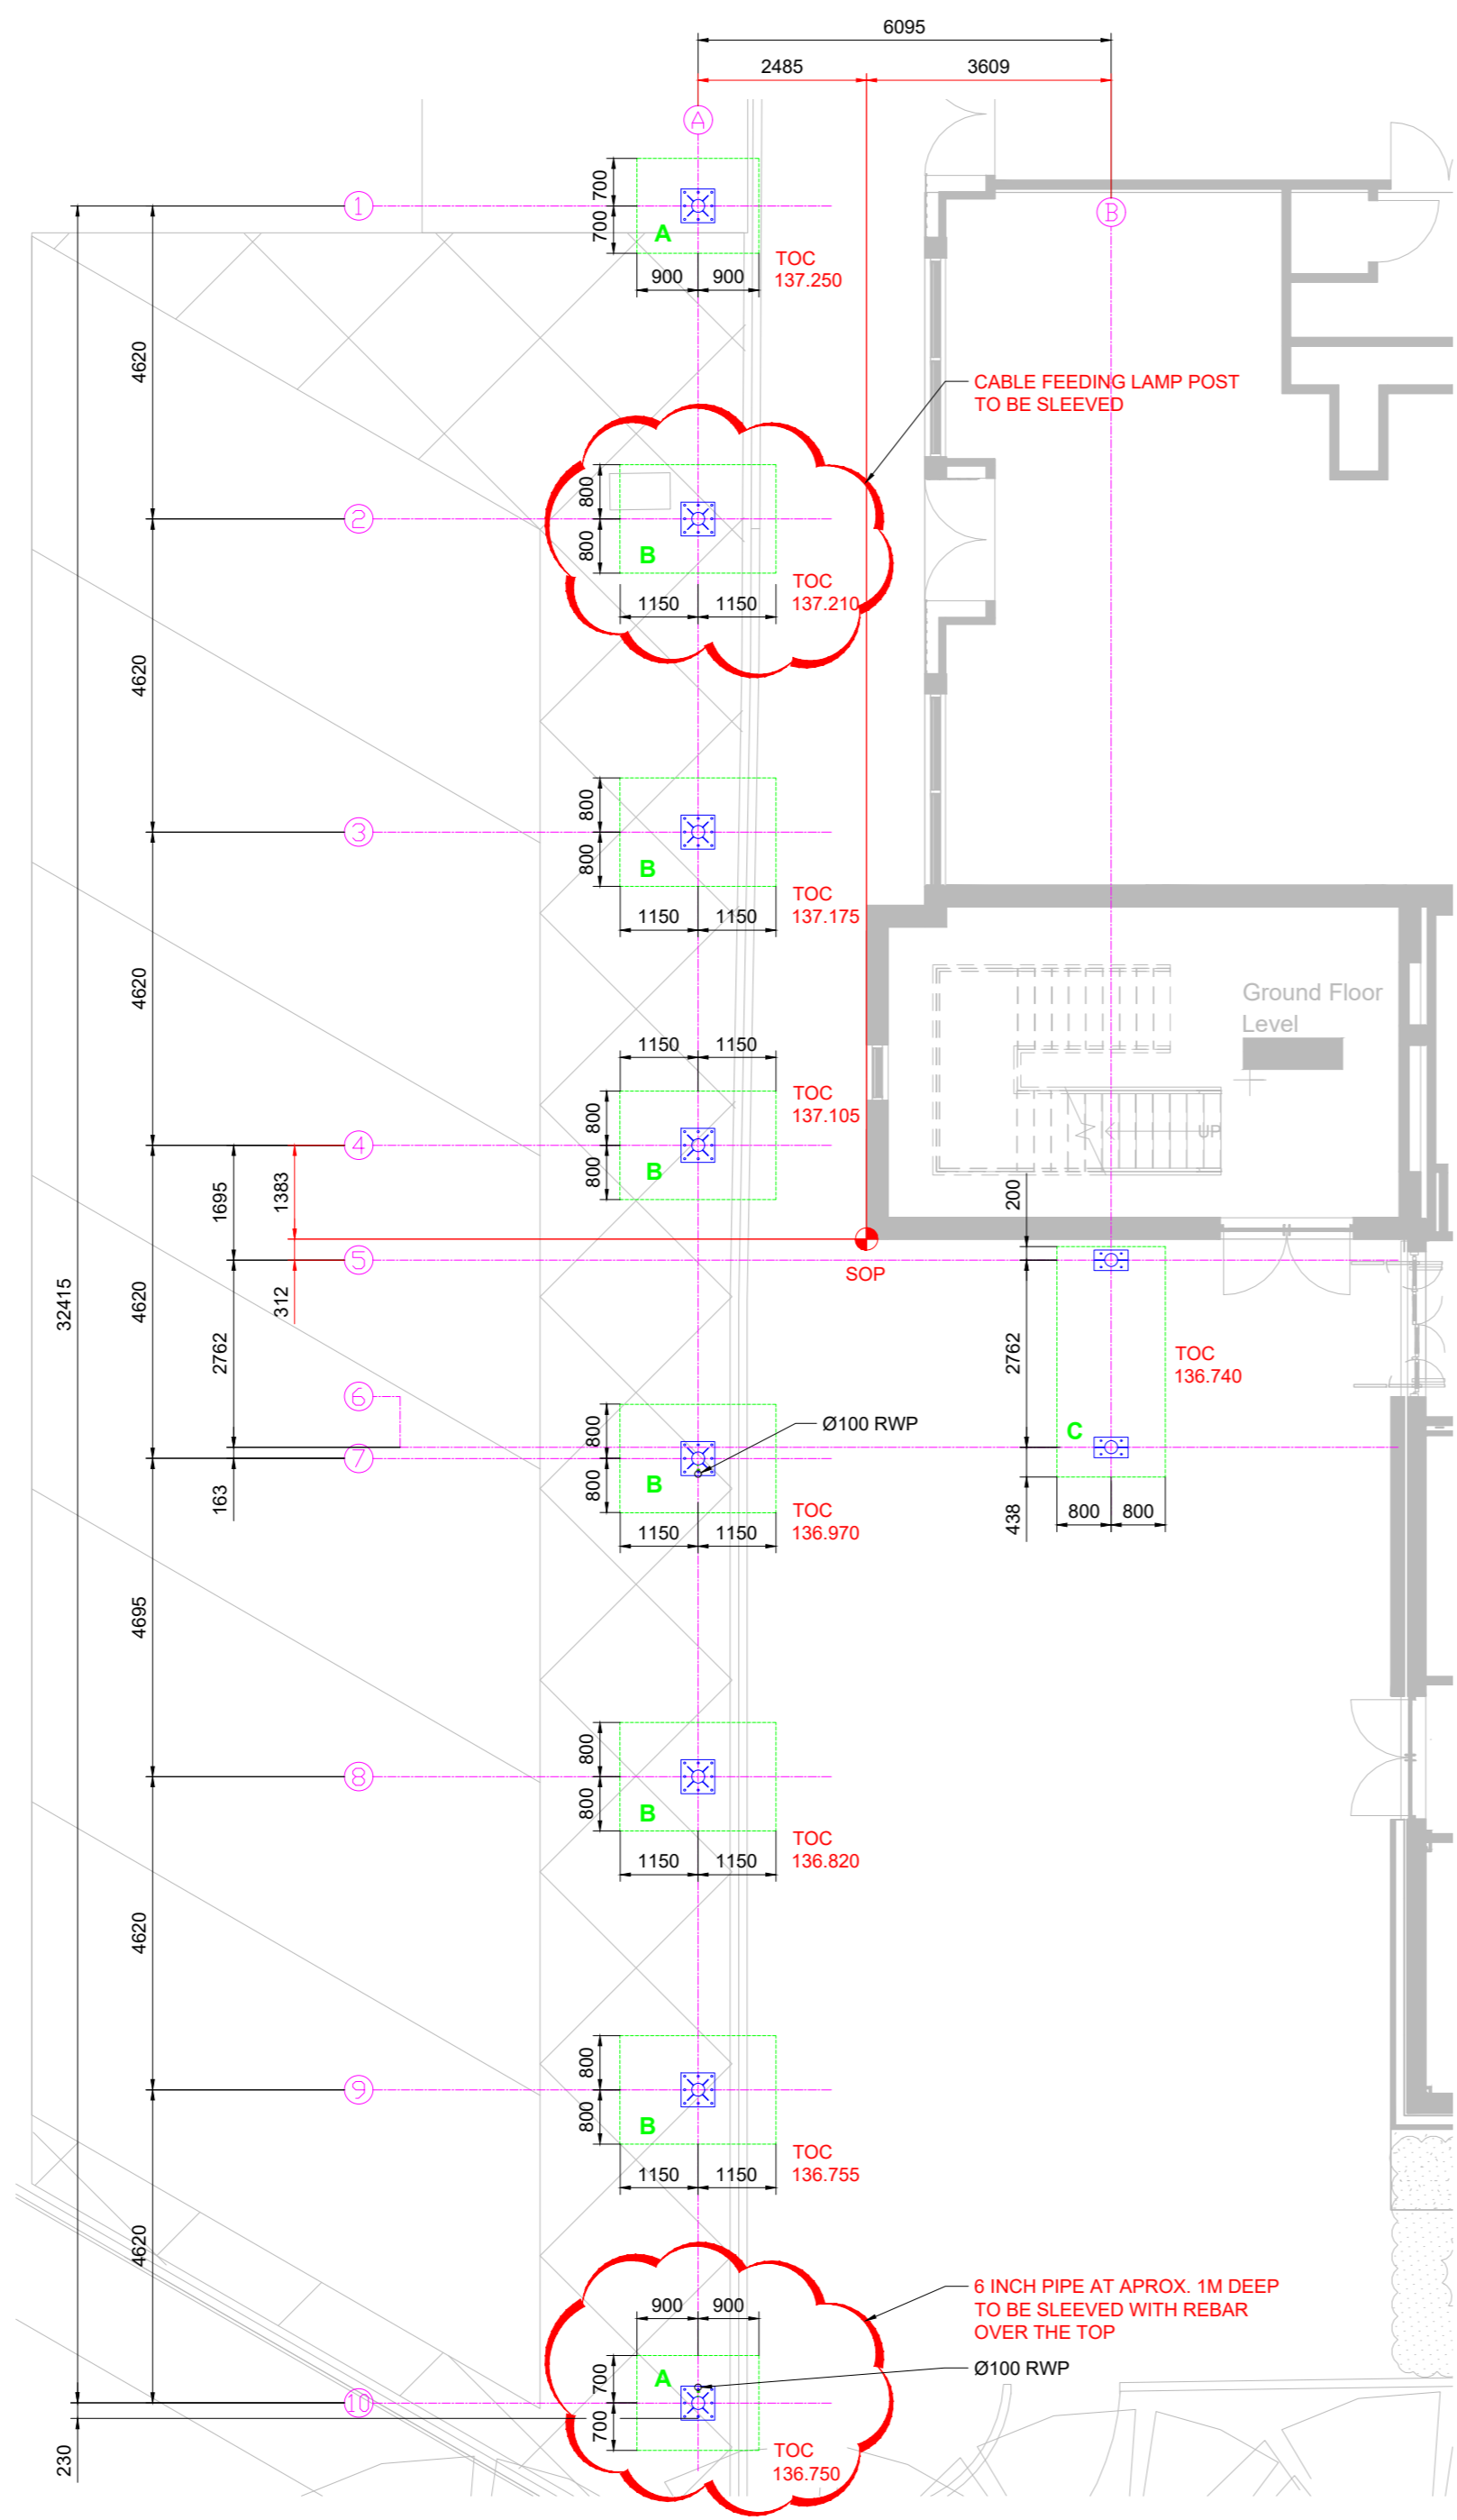 6095
2485
3609
A
B
1
700
700
A
TOC
137.250
900
900
4620
CABLE FEEDING LAMP POST
TO BE SLEEVED
2
800
800
B
TOC
137.210
1150
1150
4620
3
800
800
B
TOC
137.175
1150
1150
4620
Ground Floor
Level
UP
1150
1150
TOC
137.105
4
800
800
B
1695
1383
200
SOP
5
312
32415
4620
2762
2762
TOC
136.740
6
C
7
163
800
800
B
Ø100 RWP
TOC
136.970
1150
1150
438
800
800
4695
8
800
800
B
TOC
136.820
1150
1150
4620
9
800
800
B
TOC
136.755
1150
1150
4620
6 INCH PIPE AT APROX. 1M DEEP
TO BE SLEEVED WITH REBAR
OVER THE TOP
900
900
Ø100 RWP
A
10
700
700
TOC
136.750
230